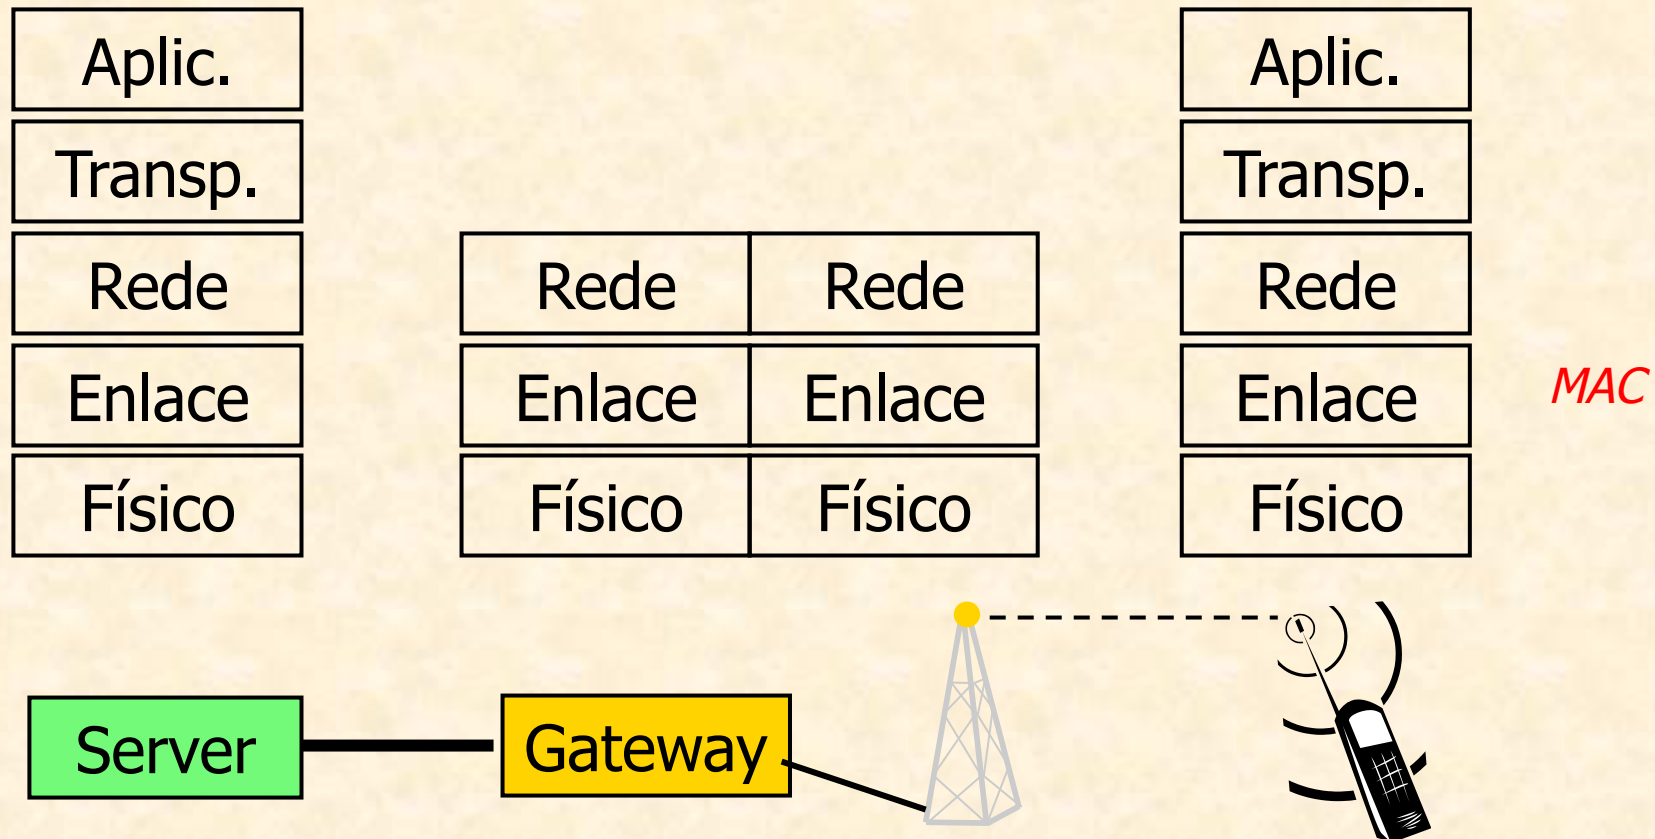 Aplic. Aplic.
Transp. Transp.
Rede Rede Rede Rede
Enlace Enlace Enlace Enlace MAC
Físico Físico Físico Físico
Server Gateway